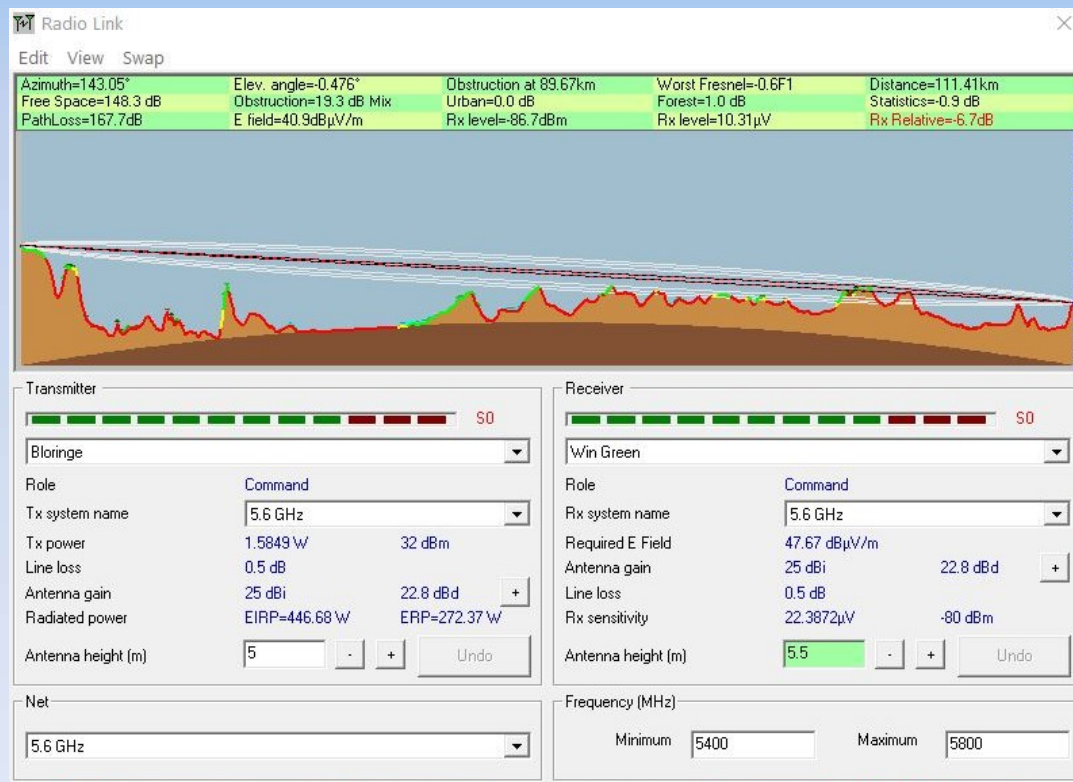 Radio Link
Edit View Swap
Azimuth=143.05° Elev. angle=-0.476° Obstruction at 89.67km Worst Fresnel=-0.6F1 Distance=111.41km
Free Space=148.3 dB Obstruction=19.3 dB Mix Urban=0.0 dB Forest=1.0 dB Statistics=-0.9 dB
PathLoss=167.7dB E field=40.9dBµV/m Rx level=-86.7dBm Rx level=10.31µV Rx Relative=-6.7dB
Transmitter
S0
Bloringe
Role Command
Tx system name 5.6 GHz
Tx power 1.5849 W 32 dBm
Line loss 0.5 dB
Antenna gain 25 dBi 22.8 dBd +
Radiated power EIRP=446.68 W ERP=272.37 W
Antenna height (m) 5 - + Undo
Net
5.6 GHz
Receiver
S0
Win Green
Role Command
Rx system name 5.6 GHz
Required E Field 47.67 dBµV/m
Antenna gain 25 dBi 22.8 dBd +
Line loss 0.5 dB
Rx sensitivity 22.3872µV -80 dBm
Antenna height (m) 5.5 - + Undo
Frequency (MHz)
Minimum 5400 Maximum 5800